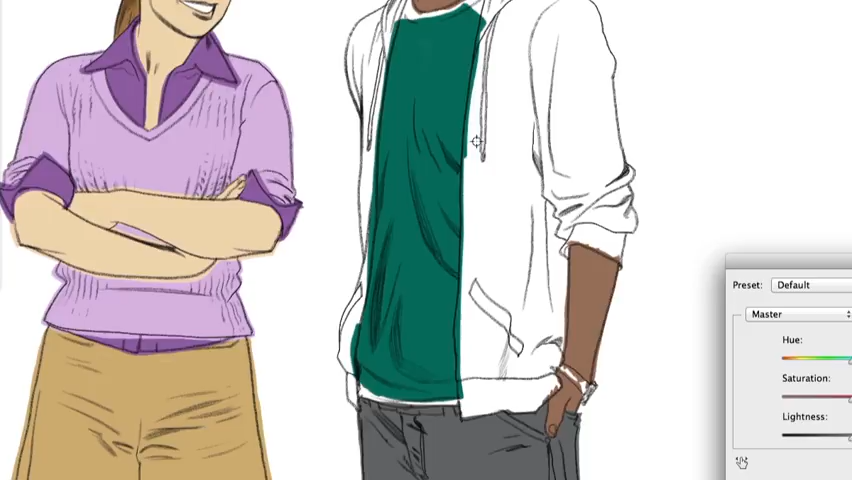 Preset: Default
Master
Hue:
Saturation:
Lightness: